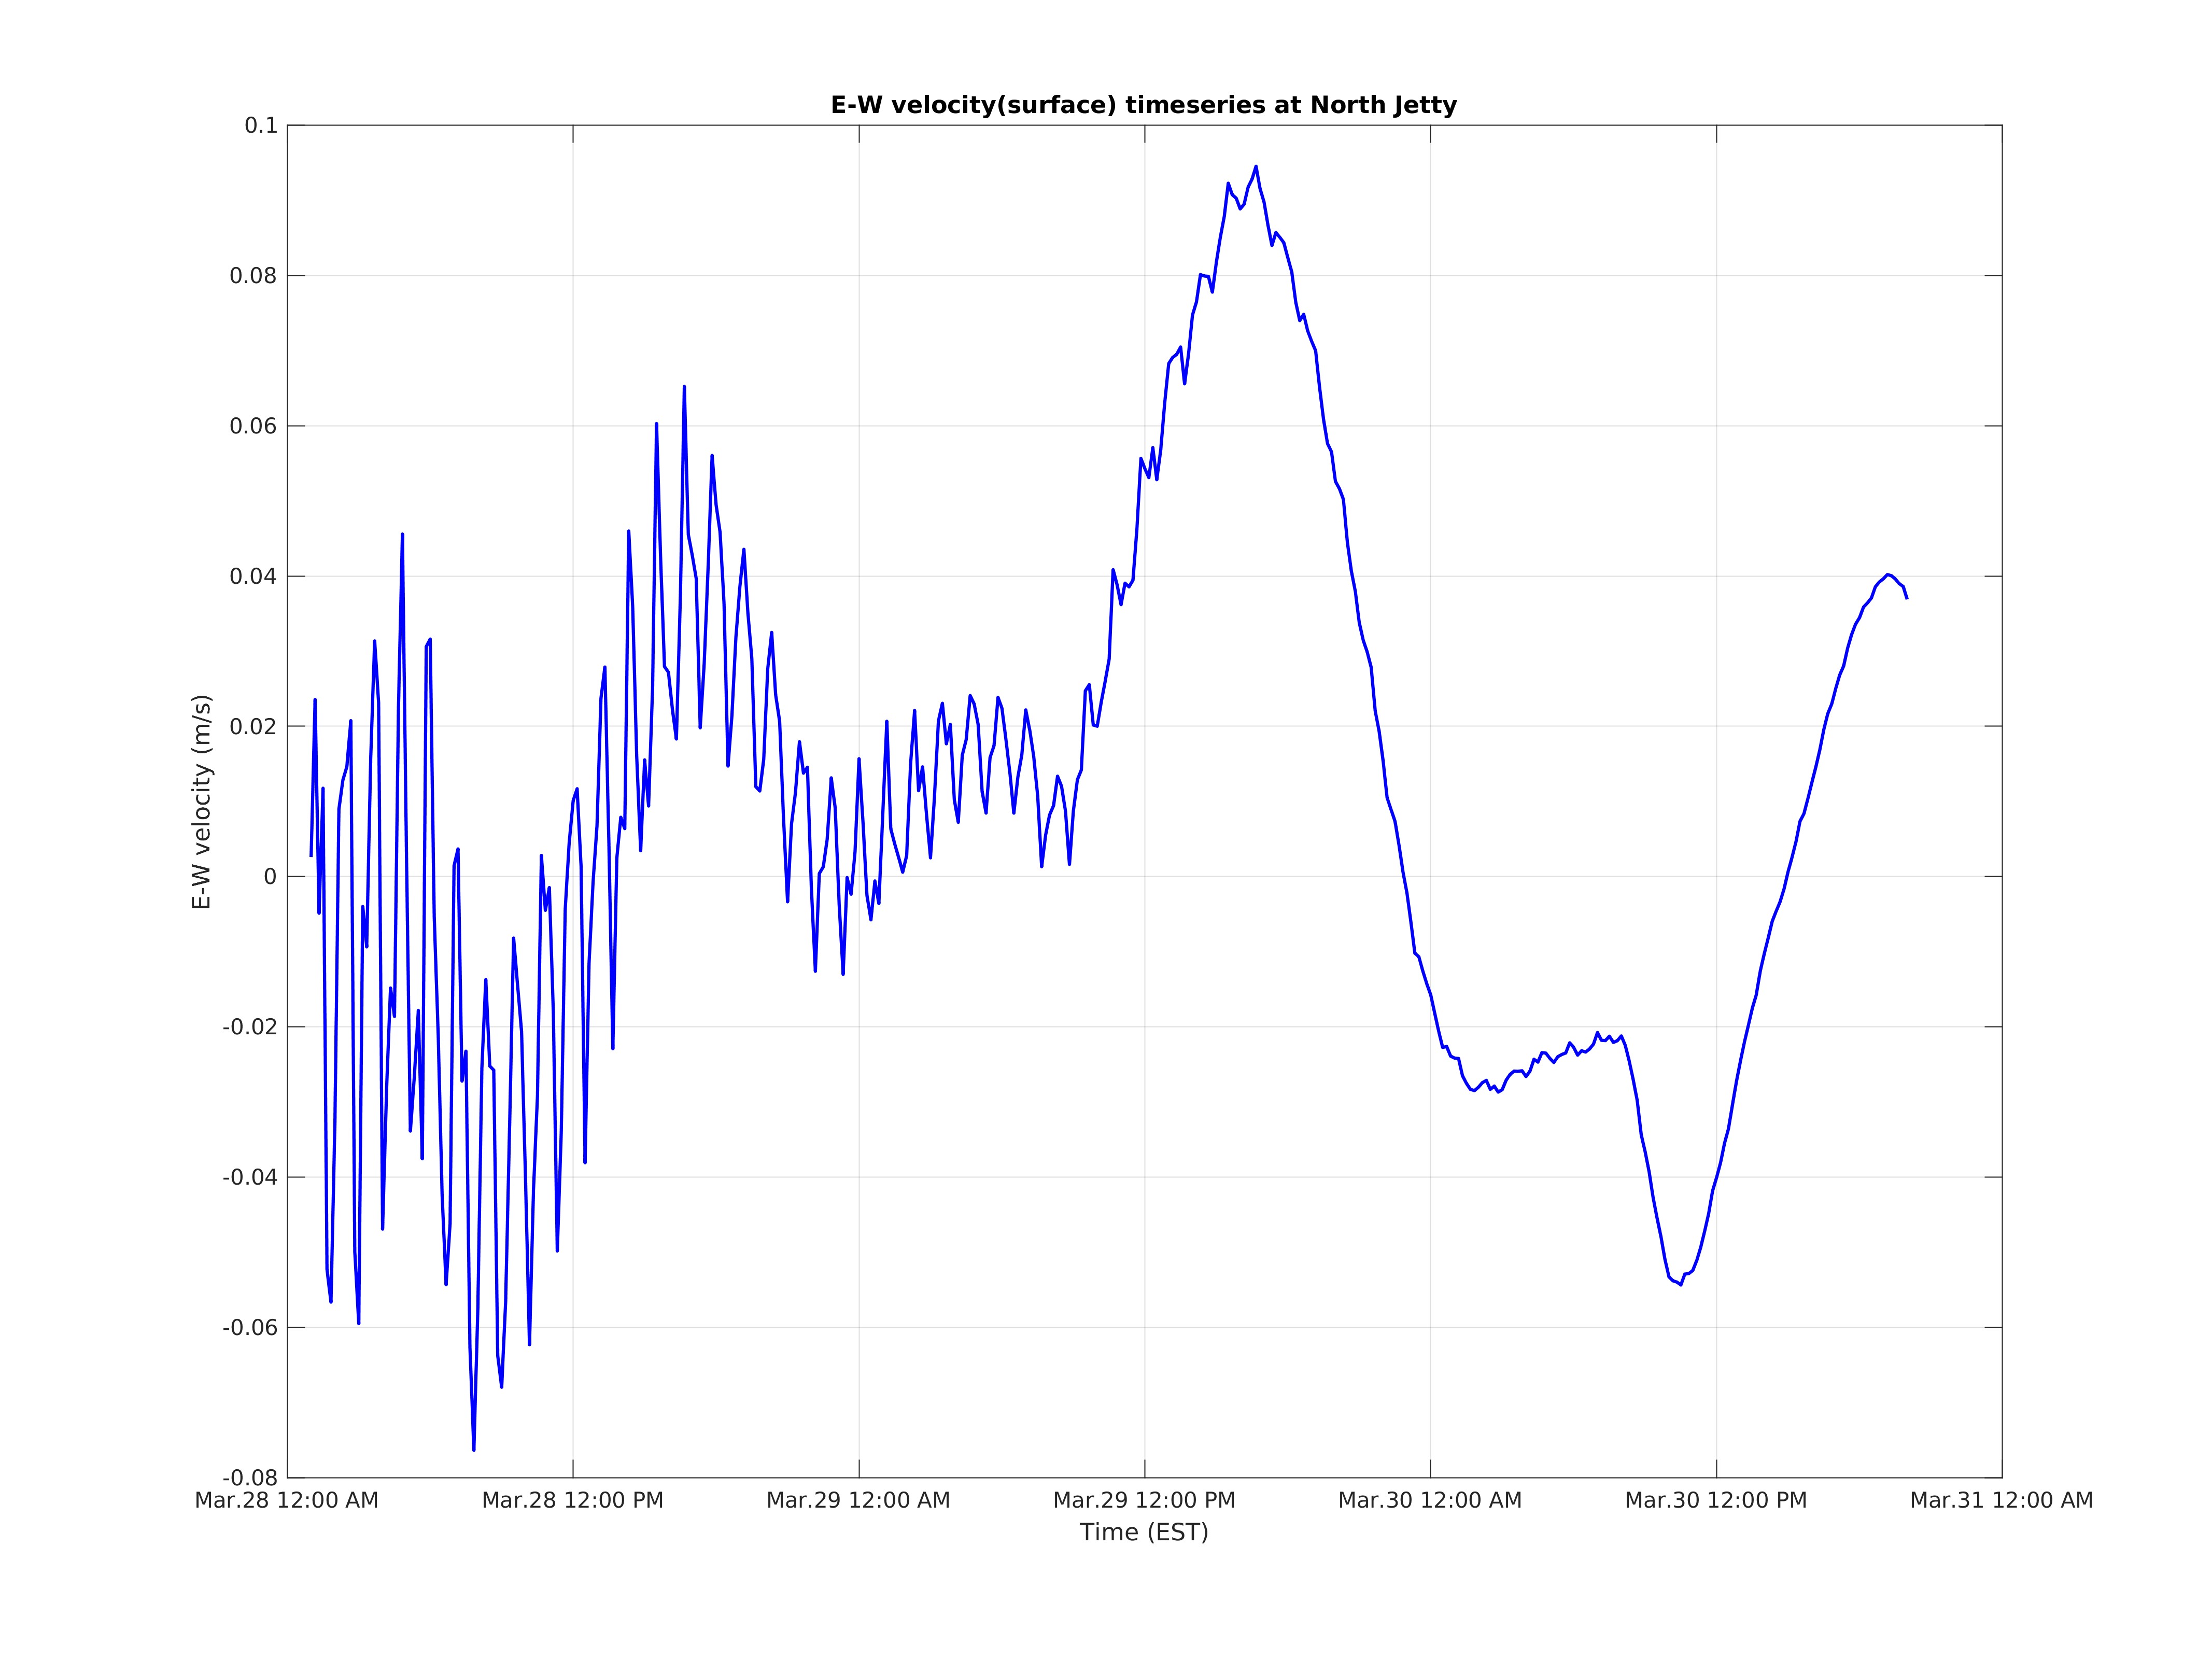 E-W velocity(surface) timeseries at North Jetty
0.1
0.08
0.06
0.04
0.02
0
-0.02
-0.04
-0.06
-0.08
E-W velocity (m/s)
Mar.28 12:00 AM Mar.28 12:00 PM Mar.29 12:00 AM Mar.29 12:00 PM Mar.30 12:00 AM Mar.30 12:00 PM Mar.31 12:00 AM
Time (EST)